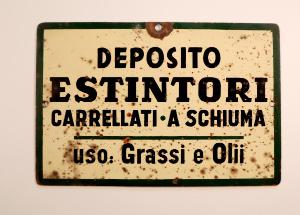 DEPOSITO
ESTINTORI
CARRELLATI·A SCHIUMA
uso: Grassi e Olii